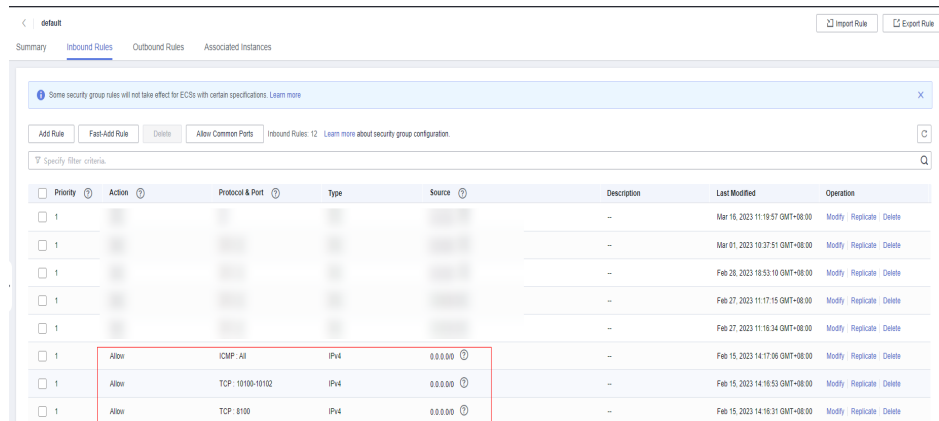 default
Import Rule Export Rule
Summary Inbound Rules Outbound Rules Associated Instances
Some security group rules will not take effect for ECSs with certain specifications. Learn more X
Add Rule Fast-Add Rule Delete Allow Common Ports Inbound Rules: 12 Learn more about security group configuration.
Specify filter criteria.
Priority Action Protocol & Port Type Source Description Last Modified Operation
1 -- Mar 16, 2023 11:19:57 GMT+08:00 Modify Replicate Delete
1 -- Mar 01, 2023 10:37:51 GMT+08:00 Modify Replicate Delete
1 -- Feb 28, 2023 18:53:10 GMT+08:00 Modify Replicate Delete
1 -- Feb 27, 2023 11:17:15 GMT+08:00 Modify Replicate Delete
1 -- Feb 27, 2023 11:16:34 GMT+08:00 Modify Replicate Delete
1 Allow ICMP : All IPv4 0.0.0.0/0 -- Feb 15, 2023 14:17:06 GMT+08:00 Modify Replicate Delete
1 Allow TCP : 10100-10102 IPv4 0.0.0.0/0 -- Feb 15, 2023 14:16:53 GMT+08:00 Modify Replicate Delete
1 Allow TCP : 8100 IPv4 0.0.0.0/0 -- Feb 15, 2023 14:16:31 GMT+08:00 Modify Replicate Delete